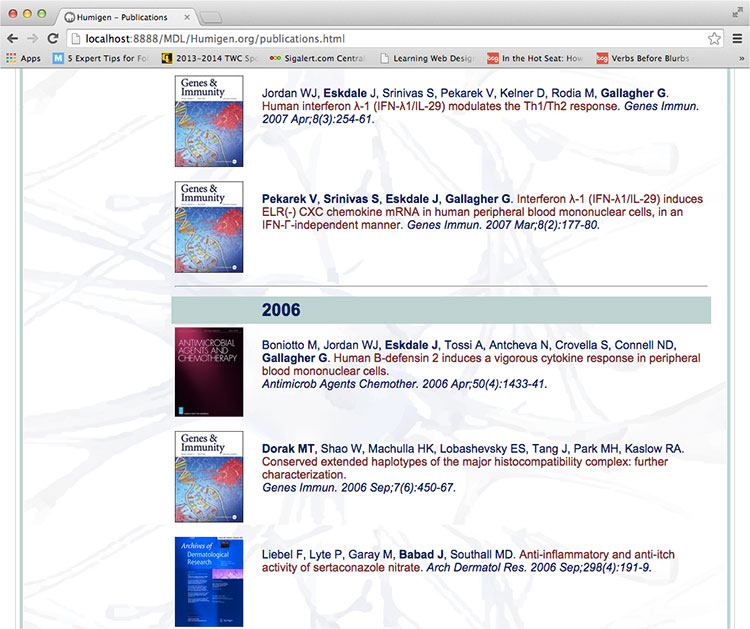 Humigen – Publications
localhost:8888/MDL/Humigen.org/publications.html
Apps 5 Expert Tips for Fol 2013–2014 TWC Spo Sigalert.com Central Learning Web Design In the Hot Seat: How Verbs Before Blurbs »
Genes &
Immunity
Jordan WJ, Eskdale J, Srinivas S, Pekarek V, Kelner D, Rodia M, Gallagher G.
Human interferon λ-1 (IFN-λ1/IL-29) modulates the Th1/Th2 response. Genes Immun.
2007 Apr;8(3):254-61.
Genes &
Immunity
Pekarek V, Srinivas S, Eskdale J, Gallagher G. Interferon λ-1 (IFN-λ1/IL-29) induces
ELR(-) CXC chemokine mRNA in human peripheral blood mononuclear cells, in an
IFN-Γ-independent manner. Genes Immun. 2007 Mar;8(2):177-80.
2006
ANTIMICROBIAL
AGENTS AND
CHEMOTHERAPY
Boniotto M, Jordan WJ, Eskdale J, Tossi A, Antcheva N, Crovella S, Connell ND,
Gallagher G. Human B-defensin 2 induces a vigorous cytokine response in peripheral
blood mononuclear cells.
Antimicrob Agents Chemother. 2006 Apr;50(4):1433-41.
Genes &
Immunity
Dorak MT, Shao W, Machulla HK, Lobashevsky ES, Tang J, Park MH, Kaslow RA.
Conserved extended haplotypes of the major histocompatibility complex: further
characterization.
Genes Immun. 2006 Sep;7(6):450-67.
Archives of
Dermatological
Research
Liebel F, Lyte P, Garay M, Babad J, Southall MD. Anti-inflammatory and anti-itch
activity of sertaconazole nitrate. Arch Dermatol Res. 2006 Sep;298(4):191-9.